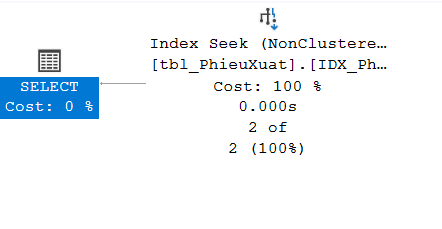 Index Seek (NonClustere…
[tbl_PhieuXuat].[IDX_Ph…
SELECT
Cost: 0 %
Cost: 100 %
0.000s
2 of
2 (100%)